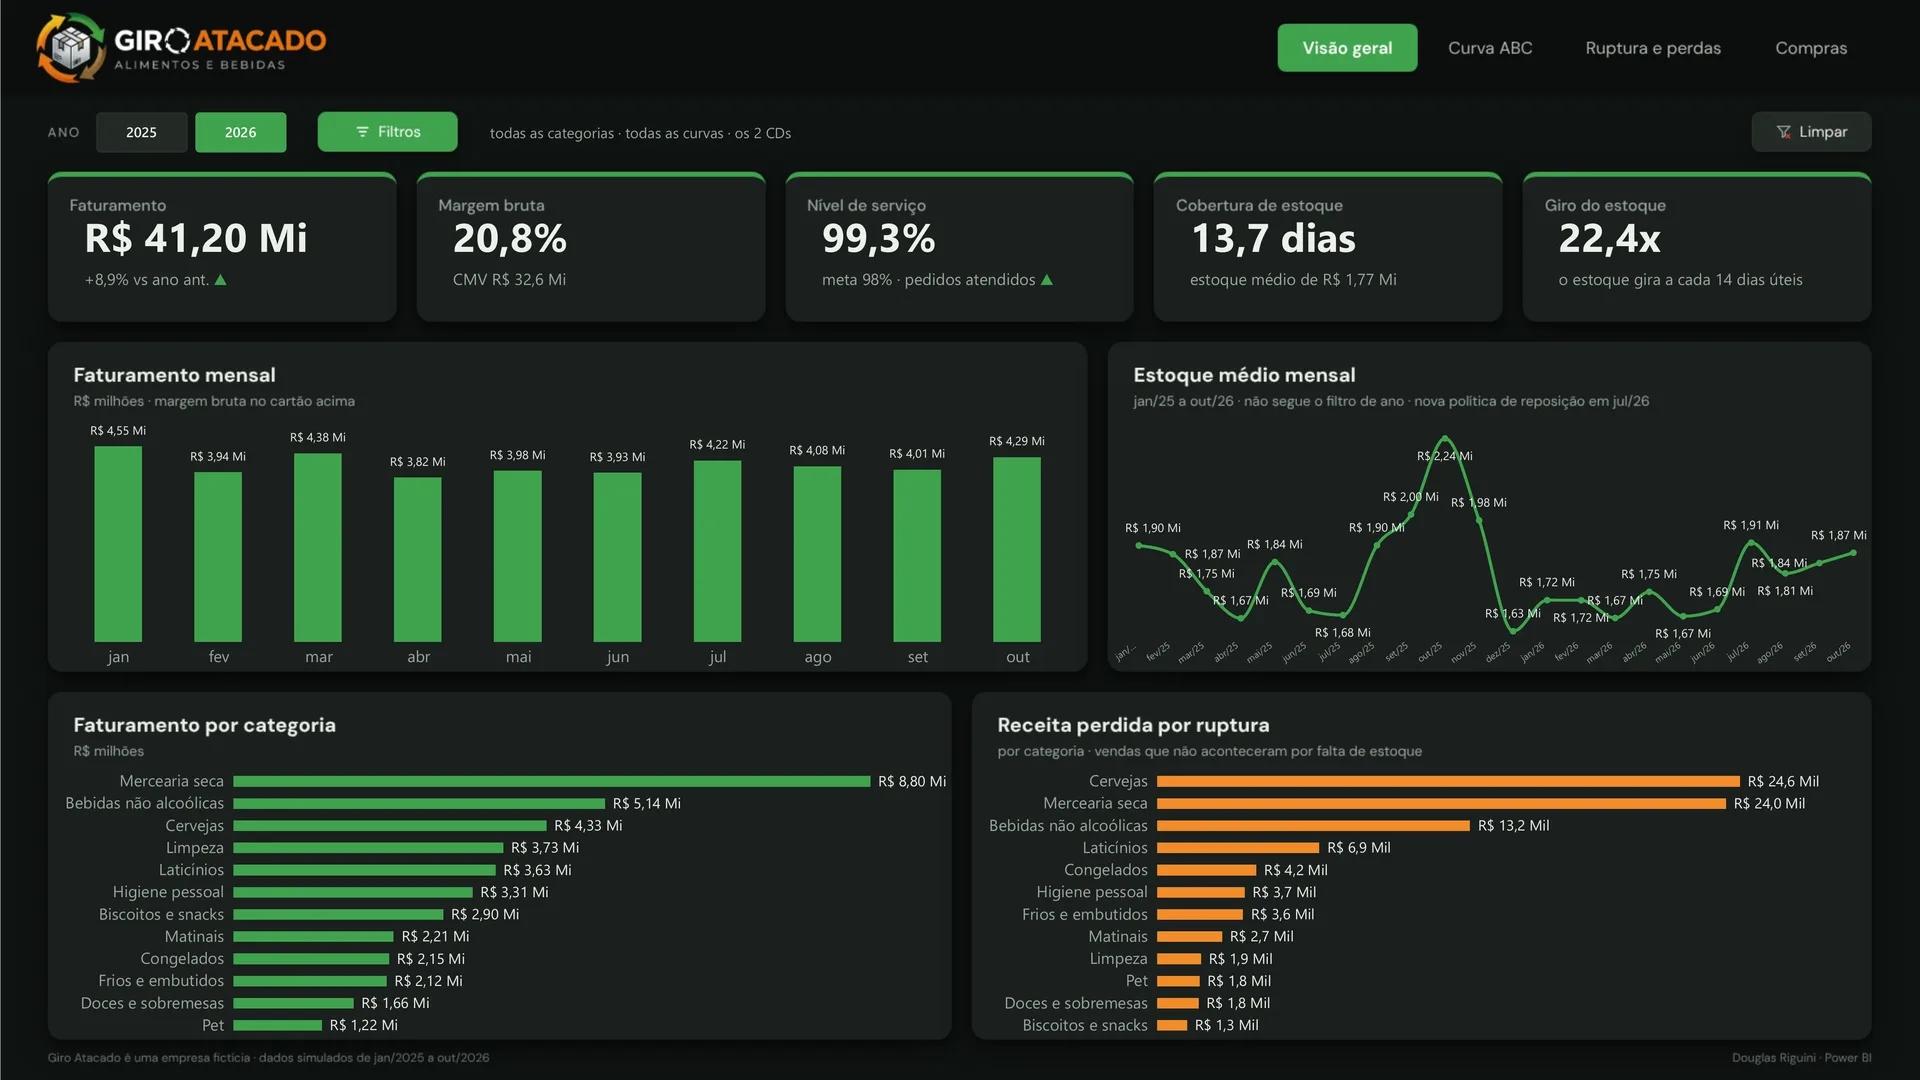 GIRO ATACADO
ALIMENTOS E BEBIDAS
Visão geral
Curva ABC
Ruptura e perdas
Compras
ANO
2025
2026
Filtros
todas as categorias · todas as curvas · os 2 CDs
Limpar
Faturamento
R$ 41,20 Mi
+8,9% vs ano ant. ▲
Margem bruta
20,8%
CMV R$ 32,6 Mi
Nível de serviço
99,3%
meta 98% · pedidos atendidos ▲
Cobertura de estoque
13,7 dias
estoque médio de R$ 1,77 Mi
Giro do estoque
22,4x
o estoque gira a cada 14 dias úteis
Faturamento mensal
R$ milhões · margem bruta no cartão acima
R$ 4,55 Mi
R$ 3,94 Mi
R$ 4,38 Mi
R$ 3,82 Mi
R$ 3,98 Mi
R$ 3,93 Mi
R$ 4,22 Mi
R$ 4,08 Mi
R$ 4,01 Mi
R$ 4,29 Mi
jan
fev
mar
abr
mai
jun
jul
ago
set
out
Estoque médio mensal
jan/25 a out/26 · não segue o filtro de ano · nova política de reposição em jul/26
R$ 1,90 Mi
R$ 1,87 Mi
R$ 1,75 Mi
R$ 1,67 Mi
R$ 1,84 Mi
R$ 1,69 Mi
R$ 1,68 Mi
R$ 1,90 Mi
R$ 2,00 Mi
R$ 2,24 Mi
R$ 1,98 Mi
R$ 1,63 Mi
R$ 1,72 Mi
R$ 1,72 Mi
R$ 1,67 Mi
R$ 1,75 Mi
R$ 1,67 Mi
R$ 1,69 Mi
R$ 1,91 Mi
R$ 1,81 Mi
R$ 1,84 Mi
R$ 1,87 Mi
jan/...
fev/25
mar/25
abr/25
mai/25
jun/25
jul/25
ago/25
set/25
out/25
nov/25
dez/25
jan/26
fev/26
mar/26
abr/26
mai/26
jun/26
jul/26
ago/26
set/26
out/26
Faturamento por categoria
R$ milhões
Mercearia seca R$ 8,80 Mi
Bebidas não alcoólicas R$ 5,14 Mi
Cervejas R$ 4,33 Mi
Limpeza R$ 3,73 Mi
Laticínios R$ 3,63 Mi
Higiene pessoal R$ 3,31 Mi
Biscoitos e snacks R$ 2,90 Mi
Matinais R$ 2,21 Mi
Congelados R$ 2,15 Mi
Frios e embutidos R$ 2,12 Mi
Doces e sobremesas R$ 1,66 Mi
Pet R$ 1,22 Mi
Receita perdida por ruptura
por categoria · vendas que não aconteceram por falta de estoque
Cervejas R$ 24,6 Mil
Mercearia seca R$ 24,0 Mil
Bebidas não alcoólicas R$ 13,2 Mil
Laticínios R$ 6,9 Mil
Congelados R$ 4,2 Mil
Higiene pessoal R$ 3,7 Mil
Frios e embutidos R$ 3,6 Mil
Matinais R$ 2,7 Mil
Limpeza R$ 1,9 Mil
Pet R$ 1,8 Mil
Doces e sobremesas R$ 1,8 Mil
Biscoitos e snacks R$ 1,3 Mil
Giro Atacado é uma empresa fictícia · dados simulados de jan/2025 a out/2026
Douglas Riguini · Power BI